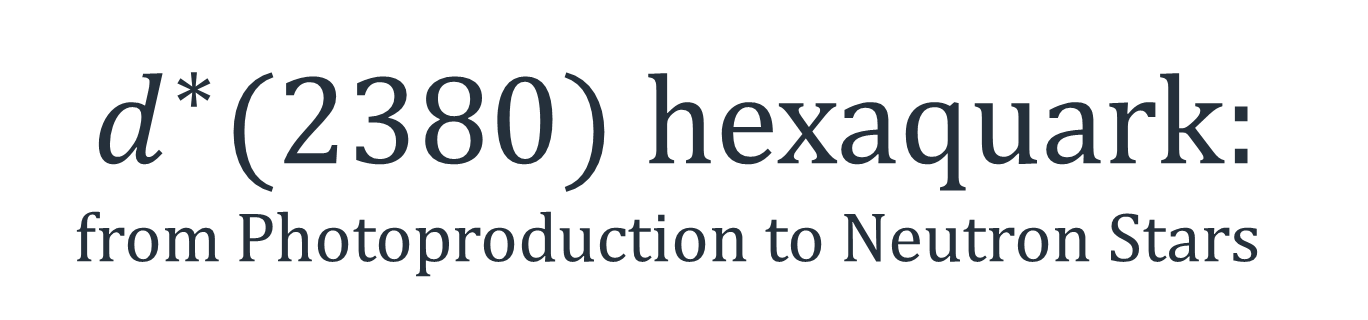 d*(2380) hexaquark:
from Photoproduction to Neutron Stars